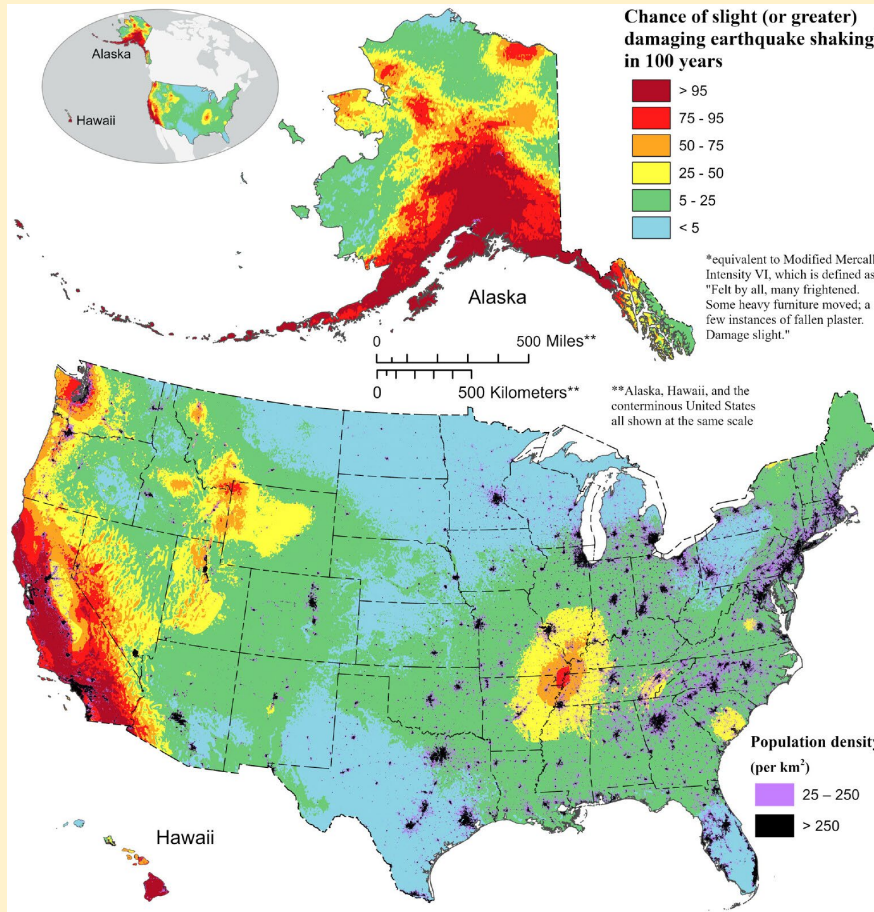 Chance of slight (or greater)
damaging earthquake shaking
in 100 years
> 95
75 - 95
50 - 75
25 - 50
5 - 25
< 5
*equivalent to Modified Mercall
Intensity VI, which is defined as
"Felt by all, many frightened.
Some heavy furniture moved; a
few instances of fallen plaster.
Damage slight."
Alaska
Hawaii
Alaska
0 500 Miles**
0 500 Kilometers**
**Alaska, Hawaii, and the
conterminous United States
all shown at the same scale
Hawaii
Population density
(per km²)
25 – 250
> 250